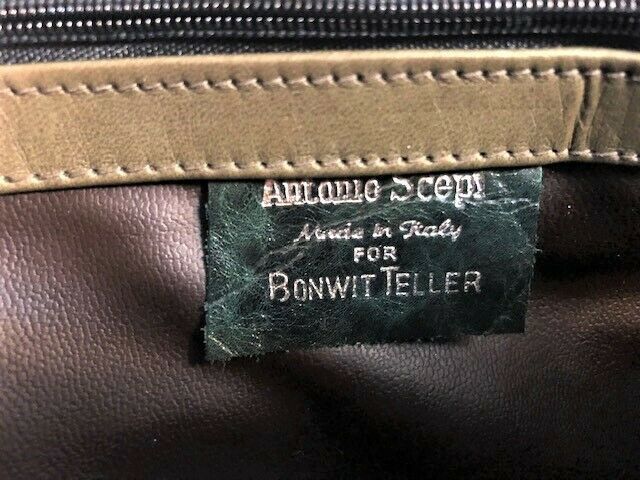 Antonio Scepi
Made in Italy
FOR
BONWIT TELLER